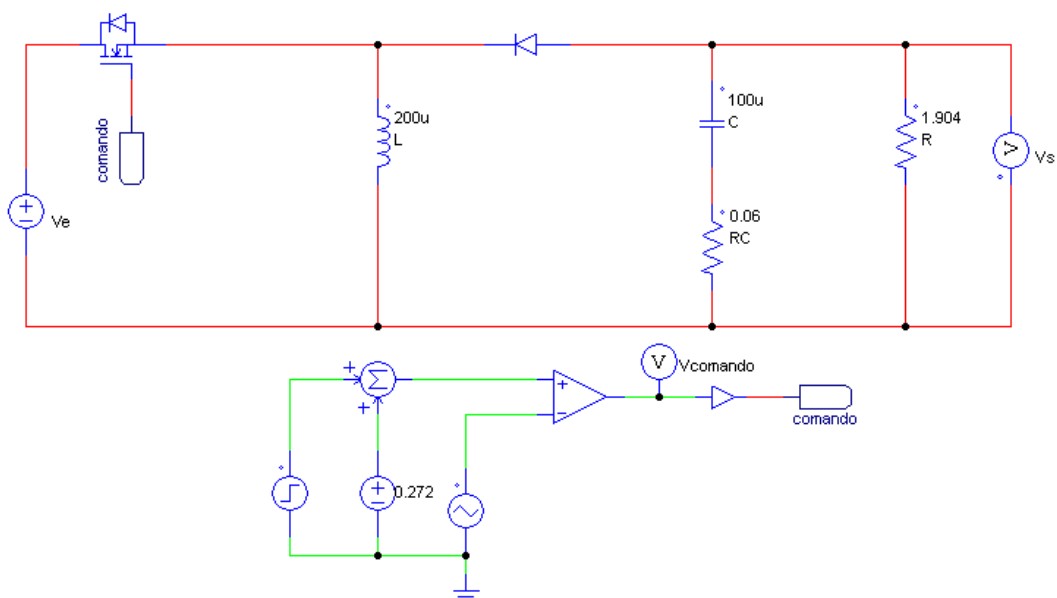 comando
Ve
200u
L
100u
C
0.06
RC
1.904
R
V
Vs
V
Vcomando
comando
Σ
+
+
+
−
0.272